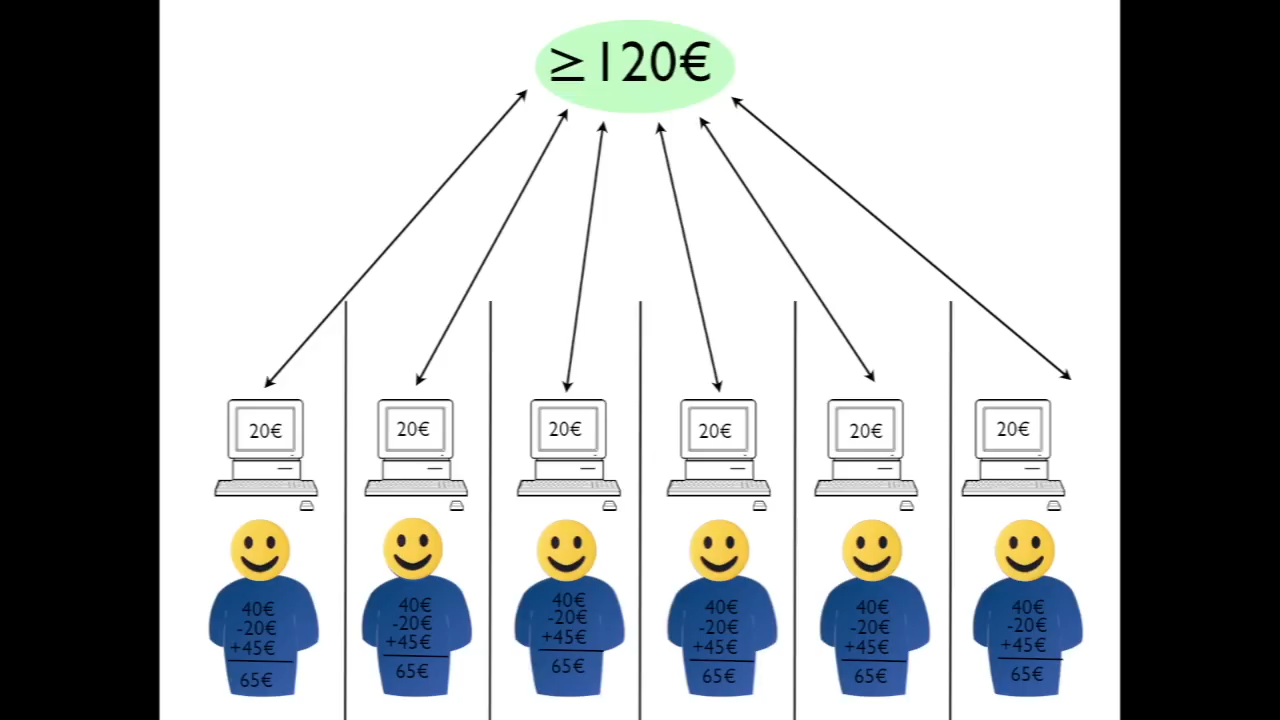 ≥120€
20€ 20€ 20€ 20€ 20€ 20€
40€ 40€ 40€ 40€ 40€ 40€
-20€ -20€ -20€ -20€ -20€ -20€
+45€ +45€ +45€ +45€ +45€ +45€
65€ 65€ 65€ 65€ 65€ 65€